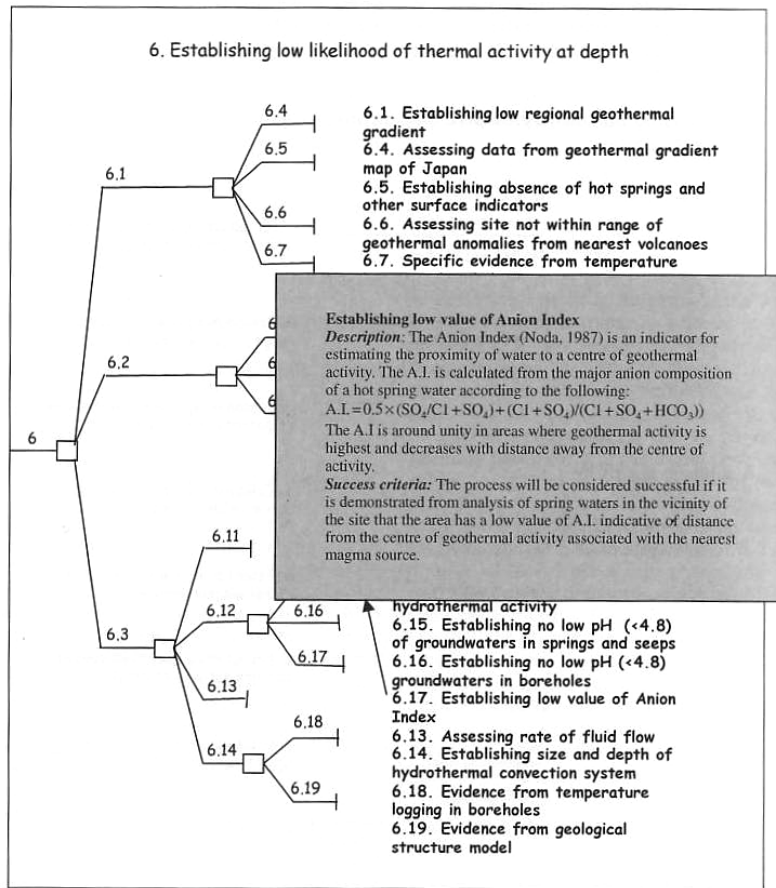 6. Establishing low likelihood of thermal activity at depth
6.4
6.5
6.1
6.6
6.7
6.1. Establishing low regional geothermal
gradient
6.4. Assessing data from geothermal gradient
map of Japan
6.5. Establishing absence of hot springs and
other surface indicators
6.6. Assessing site not within range of
geothermal anomalies from nearest volcanoes
6.7. Specific evidence from temperature
6.2
6
Establishing low value of Anion Index
Description: The Anion Index (Noda, 1987) is an indicator for
estimating the proximity of water to a centre of geothermal
activity. The A.I. is calculated from the major anion composition
of a hot spring water according to the following:
A.I.=0.5×(SO₄/Cl+SO₄)+(Cl+SO₄)/(Cl+SO₄+HCO₃))
The A.I is around unity in areas where geothermal activity is
highest and decreases with distance away from the centre of
activity.
Success criteria: The process will be considered successful if it
is demonstrated from analysis of spring waters in the vicinity of
the site that the area has a low value of A.I. indicative of distance
from the centre of geothermal activity associated with the nearest
magma source.
6.11
6.12
6.16
6.3
6.17
6.13
6.14
6.18
6.19
hydrothermal activity
6.15. Establishing no low pH (<4.8)
of groundwaters in springs and seeps
6.16. Establishing no low pH (<4.8)
groundwaters in boreholes
6.17. Establishing low value of Anion
Index
6.13. Assessing rate of fluid flow
6.14. Establishing size and depth of
hydrothermal convection system
6.18. Evidence from temperature
logging in boreholes
6.19. Evidence from geological
structure model